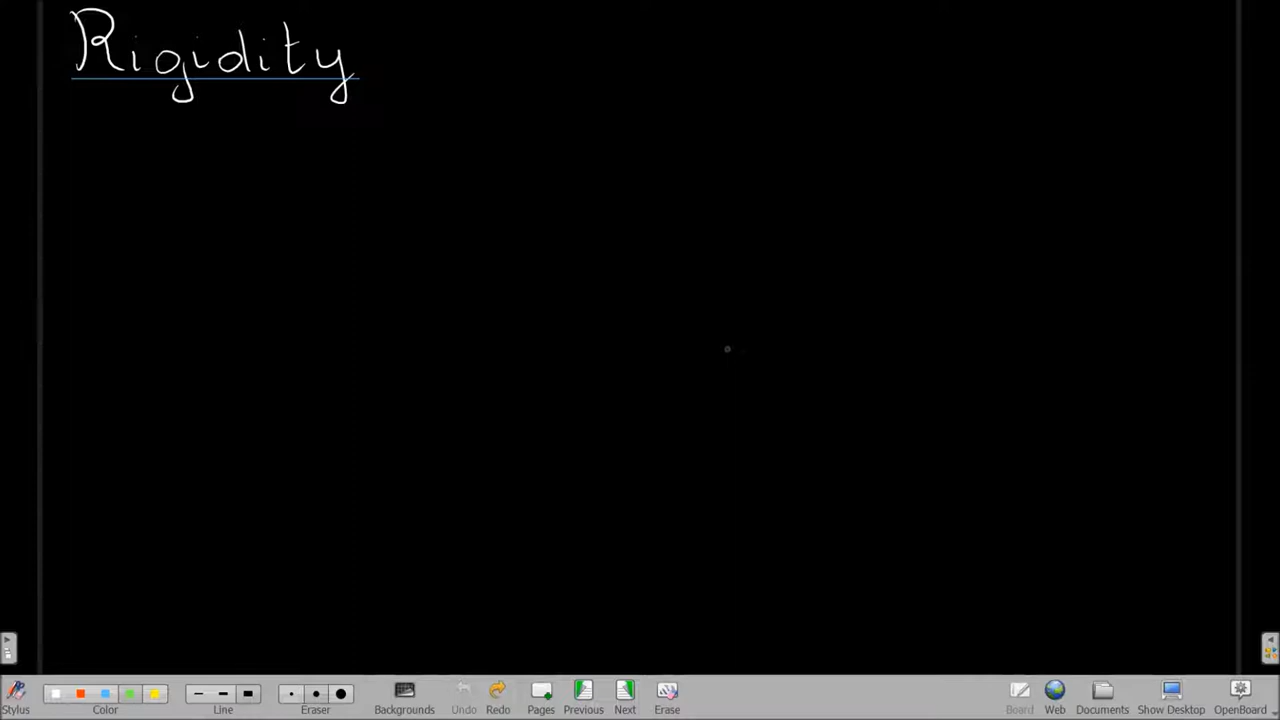 Rigidity
Stylus
Color
Line
Eraser
Backgrounds
Undo
Redo
Pages
Previous
Next
Erase
Board
Web
Documents
Show Desktop
OpenBoard